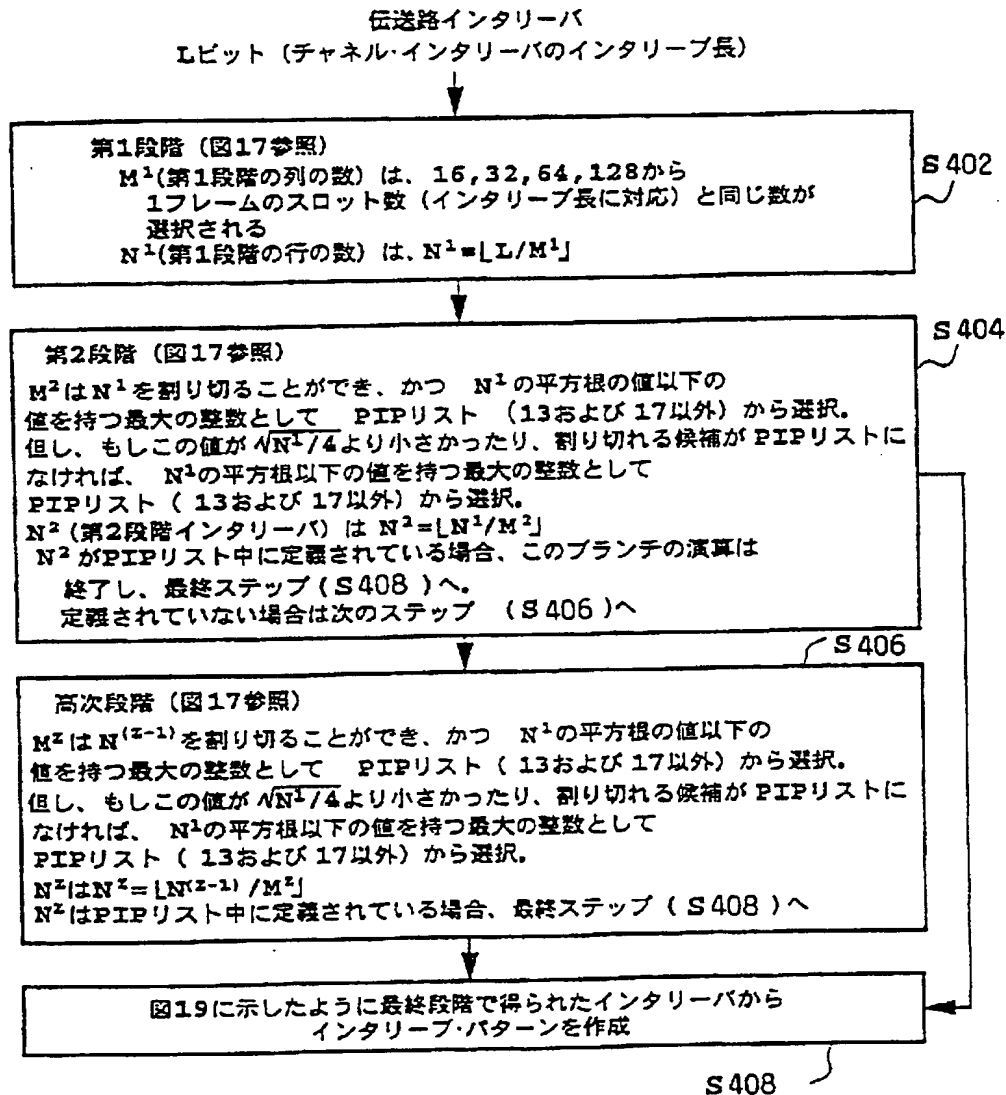 伝送路インタリーバ
Lビット (チャネル・インタリーバのインタリーブ長)
第1段階 (図17参照)
M¹(第1段階の列の数) は、16,32,64,128から
1フレームのスロット数 (インタリーブ長に対応) と同じ数が
選択される
N¹(第1段階の行の数) は、N¹=⌊L/M¹⌋
S402
第2段階 (図17参照)
M²はN¹を割り切ることができ、かつ N¹の平方根の値以下の
値を持つ最大の整数として PIPリスト (13および17以外) から選択。
但し、もしこの値が√N¹/4より小さかったり、割り切れる候補がPIPリストに
なければ、 N¹の平方根以下の値を持つ最大の整数として
PIPリスト ( 13および17以外) から選択。
N² (第2段階インタリーバ) は N²=⌊N¹/M²⌋
N²がPIPリスト中に定義されている場合、このブランチの演算は
終了し、最終ステップ (S408) へ。
定義されていない場合は次のステップ (S406) へ
S404
S406
高次段階 (図17参照)
Mᶻは N⁽ᶻ⁻¹⁾を割り切ることができ、かつ N¹の平方根の値以下の
値を持つ最大の整数として PIPリスト ( 13および17以外) から選択。
但し、もしこの値が√N¹/4より小さかったり、割り切れる候補がPIPリストに
なければ、 N¹の平方根以下の値を持つ最大の整数として
PIPリスト ( 13および17以外) から選択。
NᶻはNᶻ=⌊N⁽ᶻ⁻¹⁾/Mᶻ⌋
NᶻはPIPリスト中に定義されている場合、最終ステップ (S408) へ
図19に示したように最終段階で得られたインタリーバから
インタリーブ・パターンを作成
S408